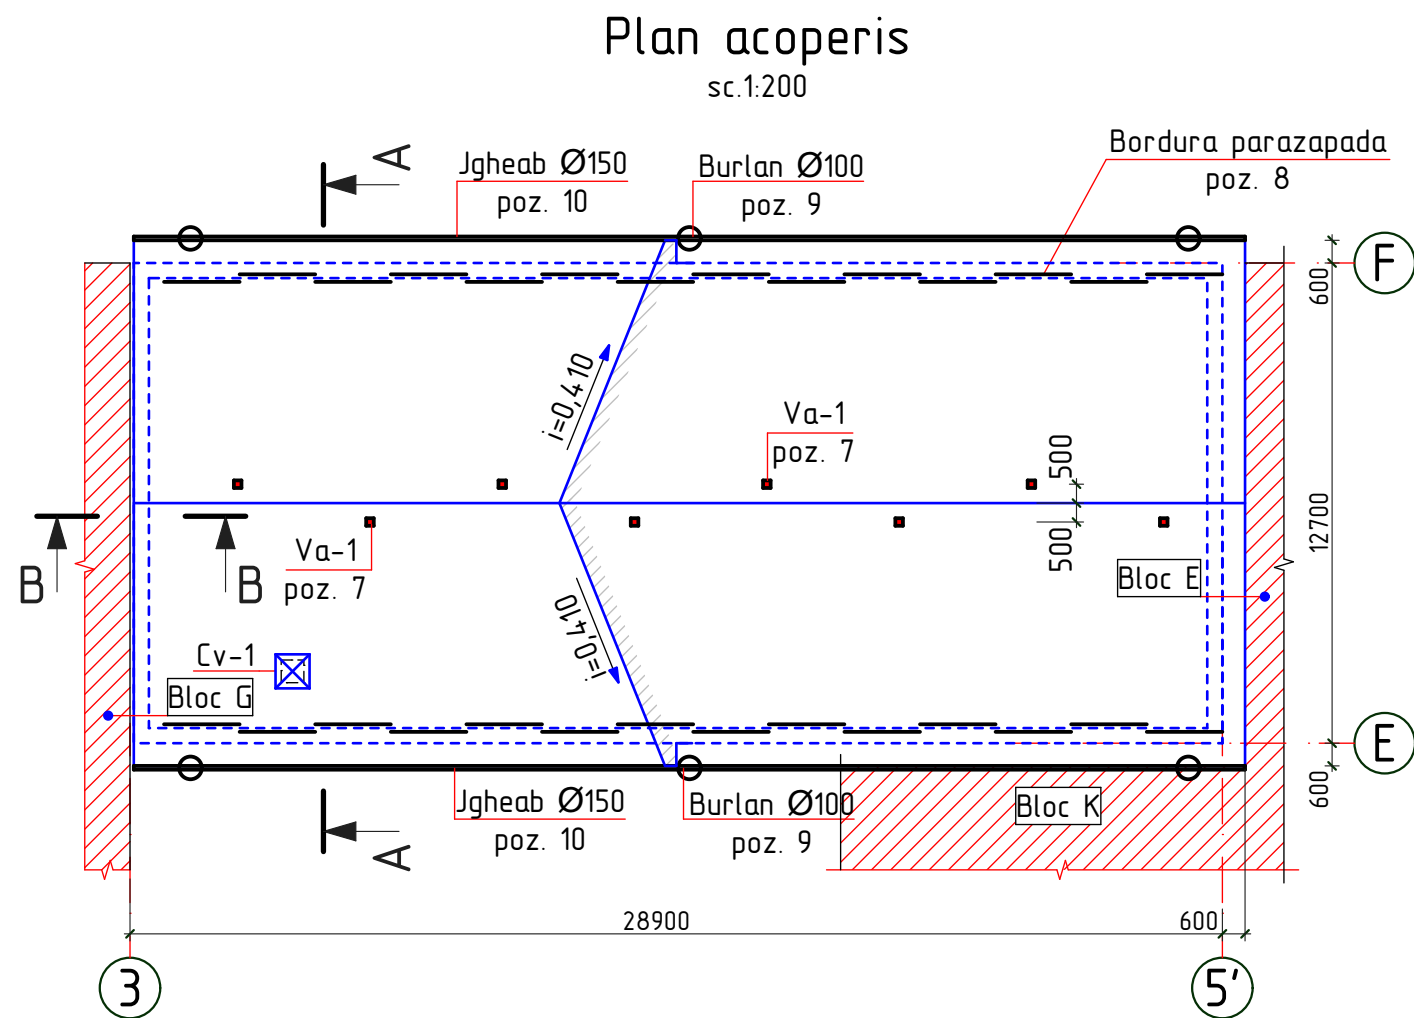 Plan acoperis
sc.1:200
A
Jgheab Ø150
poz. 10
Burlan Ø100
poz. 9
Bordura parazapada
poz. 8
F
600
i=0,410
Va-1
poz. 7
500
500
12700
B
B
Va-1
poz. 7
Bloc E
i=0,410
Cv-1
Bloc G
E
600
Jgheab Ø150
poz. 10
Burlan Ø100
poz. 9
Bloc K
A
28900
600
3
5'